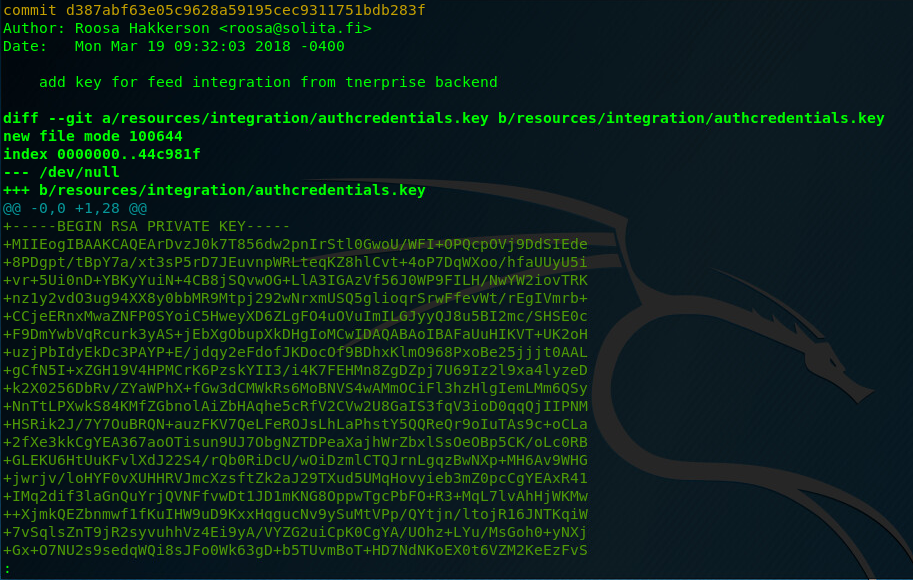 commit d387abf63e05c9628a59195cec9311751bdb283f
Author: Roosa Hakkerson <roosa@solita.fi>
Date:   Mon Mar 19 09:32:03 2018 -0400
    add key for feed integration from tnerprise backend
diff --git a/resources/integration/authcredentials.key b/resources/integration/authcredentials.key
new file mode 100644
index 0000000..44c981f
--- /dev/null
+++ b/resources/integration/authcredentials.key
@@ -0,0 +1,28 @@
+-----BEGIN RSA PRIVATE KEY-----
+MIIEogIBAAKCAQEArDvzJ0k7T856dw2pnIrStl0GwoU/WFI+OPQcpOVj9DdSIEde
+8PDgpt/tBpY7a/xt3sP5rD7JEuvnpWRLteqKZ8hlCvt+4oP7DqWXoo/hfaUUyU5i
+vr+5Ui0nD+YBKyYuiN+4CB8jSQvwOG+LlA3IGAzVf56J0WP9FILH/NwYW2iovTRK
+nz1y2vdO3ug94XX8y0bbMR9Mtpj292wNrxmUSQ5glioqrSrwFfevWt/rEgIVmrb+
+CCjeERnxMwaZNFP0SYoiC5HweyXD6ZLgFO4uOVuImILGJyyQJ8u5BI2mc/SHSE0c
+F9DmYwbVqRcurk3yAS+jEbXgObupXkDHgIoMCwIDAQABAoIBAFaUuHIKVT+UK2oH
+uzjPbIdyEkDc3PAYP+E/jdqy2eFdofJKDocOf9BDhxKlmO968PxoBe25jjjt0AAL
+gCfN5I+xZGH19V4HPMCrK6PzskYII3/i4K7FEHMn8ZgDZpj7U69Iz2l9xa4lyzeD
+k2X0256DbRv/ZYaWPhX+fGw3dCMWkRs6MoBNVS4wAMmOCiFl3hzHlgIemLMm6QSy
+NnTtLPXwkS84KMfZGbnolAiZbHAqhe5cRfV2CVw2U8GaIS3fqV3ioD0qqQjIIPNM
+HSRik2J/7Y7OuBRQN+auzFKV7QeLFeROJsLhLaPhstY5QQReQr9oIuTAs9c+oCLa
+2fXe3kkCgYEA367aoOTisun9UJ7ObgNZTDPeaXajhWrZbxlSsOeOBp5CK/oLc0RB
+GLEKU6HtUuKFvlXdJ22S4/rQb0RiDcU/wOiDzmlCTQJrnLgqzBwNXp+MH6Av9WHG
+jwrjv/loHYF0vXUHHRVJmcXzsftZk2aJ29TXud5UMqHovyieb3mZ0pcCgYEAxR41
+IMq2dif3laGnQuYrjQVNFfvwDt1JD1mKNG8OppwTgcPbFO+R3+MqL7lvAhHjWKMw
++XjmkQEZbnmwf1fKuIHW9uD9KxxHqgucNv9ySuMtVPp/QYtjn/ltojR16JNTKqiW
+7vSqlsZnT9jR2syvuhhVz4Ei9yA/VYZG2uiCpK0CgYA/UOhz+LYu/MsGoh0+yNXj
+Gx+O7NU2s9sedqWQi8sJFo0Wk63gD+b5TUvmBoT+HD7NdNKoEX0t6VZM2KeEzFvS
: